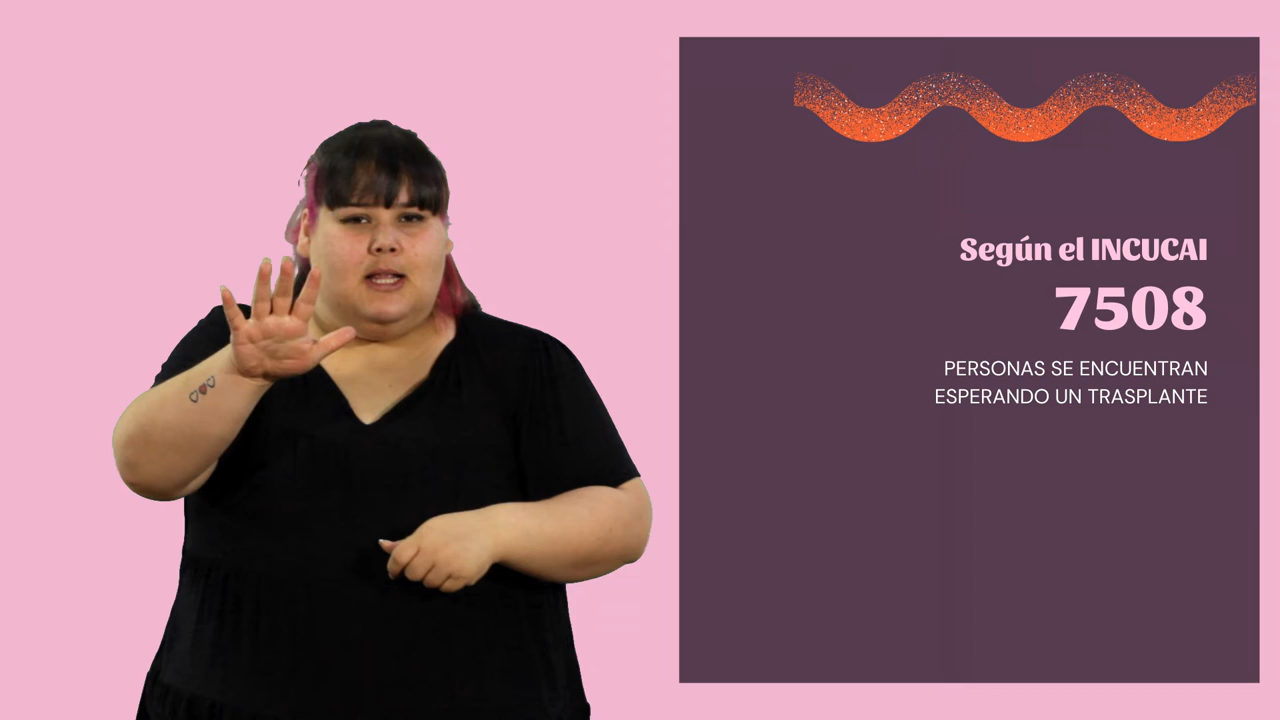 Según el INCUCAI
7508
PERSONAS SE ENCUENTRAN
ESPERANDO UN TRASPLANTE